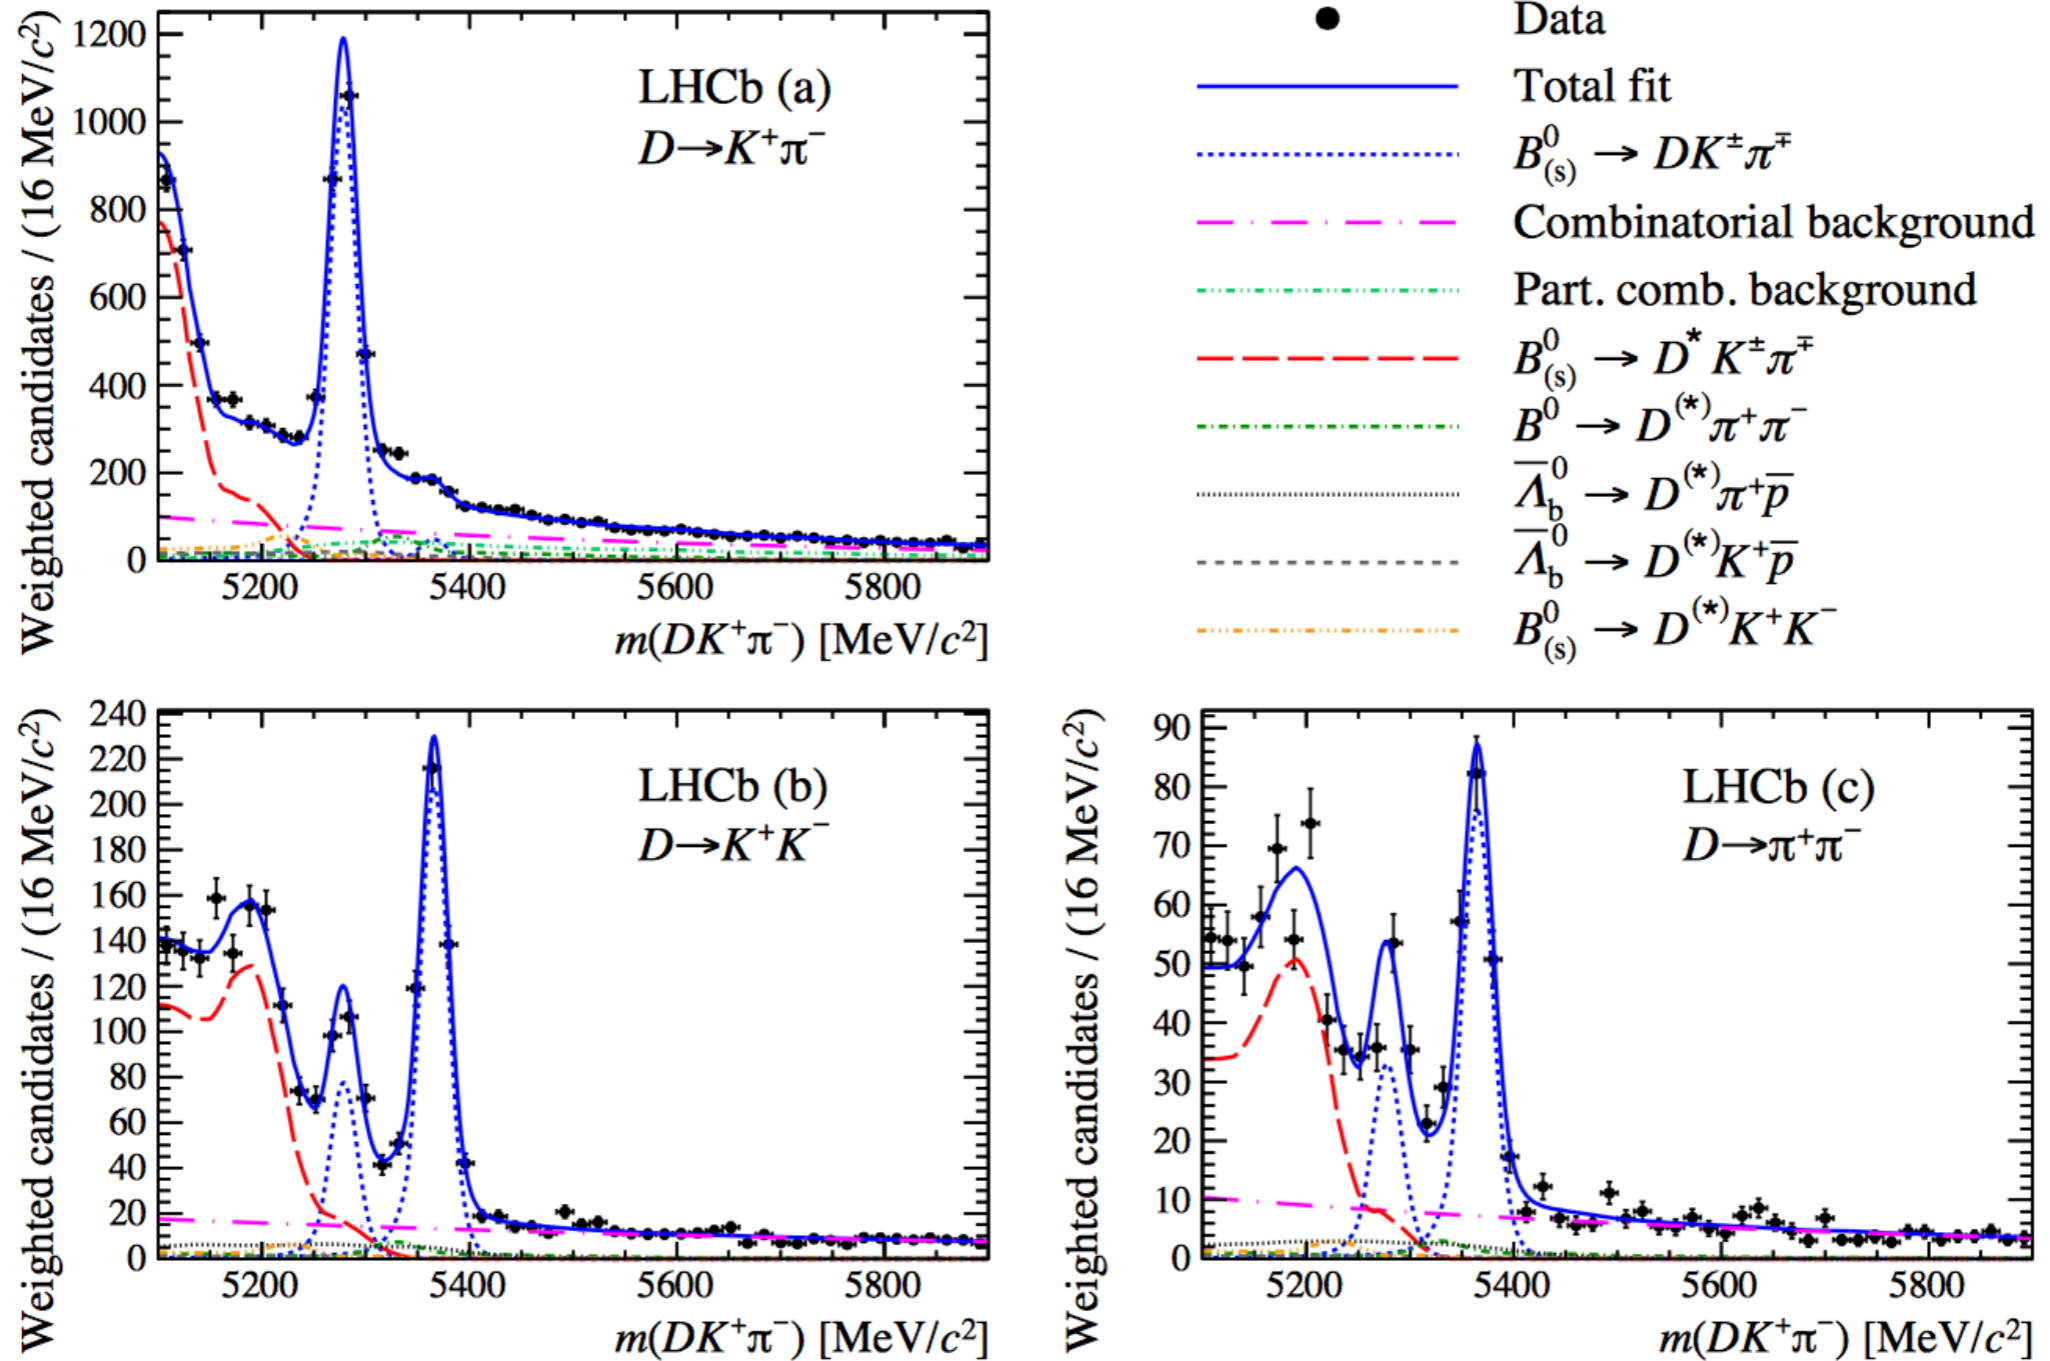 Weighted candidates / (16 MeV/c²)
1200
1000
800
600
400
200
0
LHCb (a)
D→K⁺π⁻
5200 5400 5600 5800
m(DK⁺π⁻) [MeV/c²]
Data
Total fit
B⁰₍ₛ₎ → DK^±π^∓
Combinatorial background
Part. comb. background
B⁰₍ₛ₎ → D*K^±π^∓
B⁰ → D^(*)π⁺π⁻
Λ̅_b⁰ → D^(*)π⁺p̅
Λ̅_b⁰ → D^(*)K⁺p̅
B⁰₍ₛ₎ → D^(*)K⁺K⁻
Weighted candidates / (16 MeV/c²)
240
220
200
180
160
140
120
100
80
60
40
20
0
LHCb (b)
D→K⁺K⁻
5200 5400 5600 5800
m(DK⁺π⁻) [MeV/c²]
Weighted candidates / (16 MeV/c²)
90
80
70
60
50
40
30
20
10
0
LHCb (c)
D→π⁺π⁻
5200 5400 5600 5800
m(DK⁺π⁻) [MeV/c²]